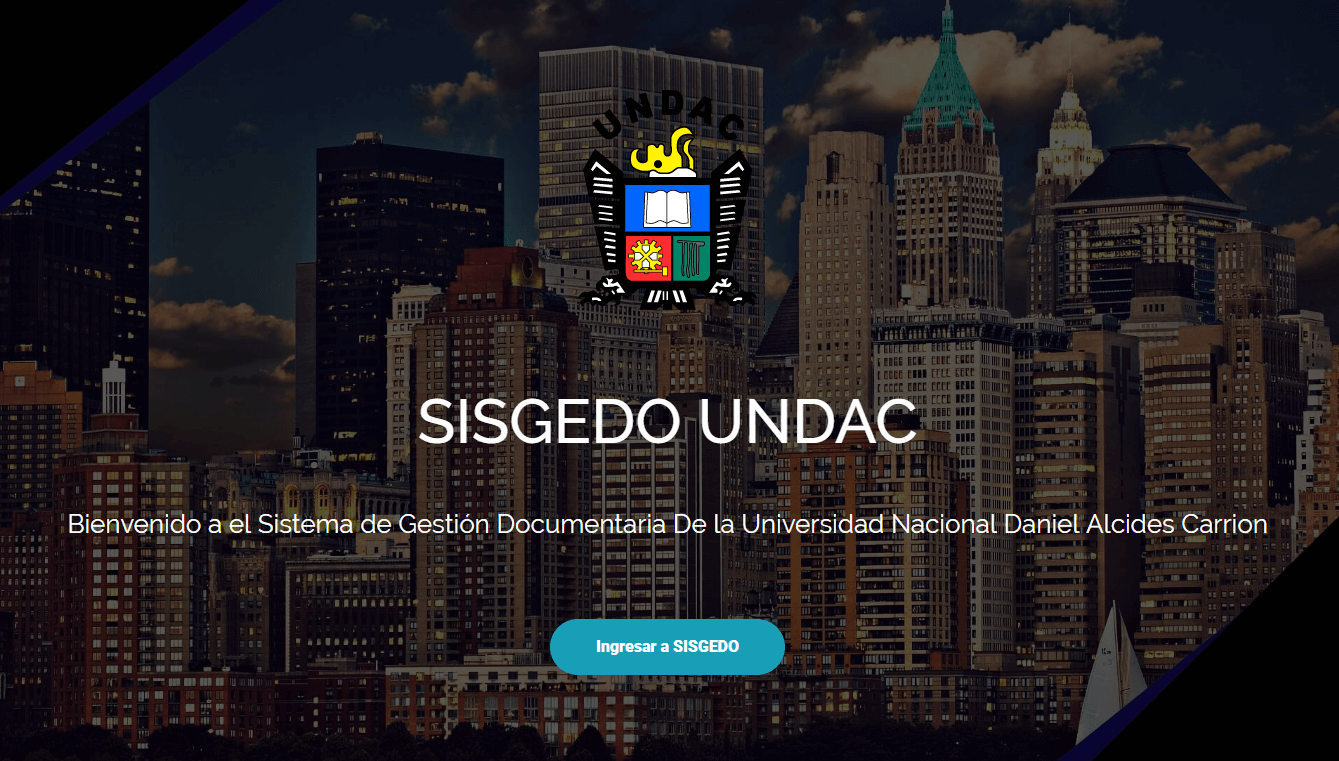 UNDAC
SISGEDO UNDAC
Bienvenido a el Sistema de Gestión Documentaria De la Universidad Nacional Daniel Alcides Carrion
Ingresar a SISGEDO